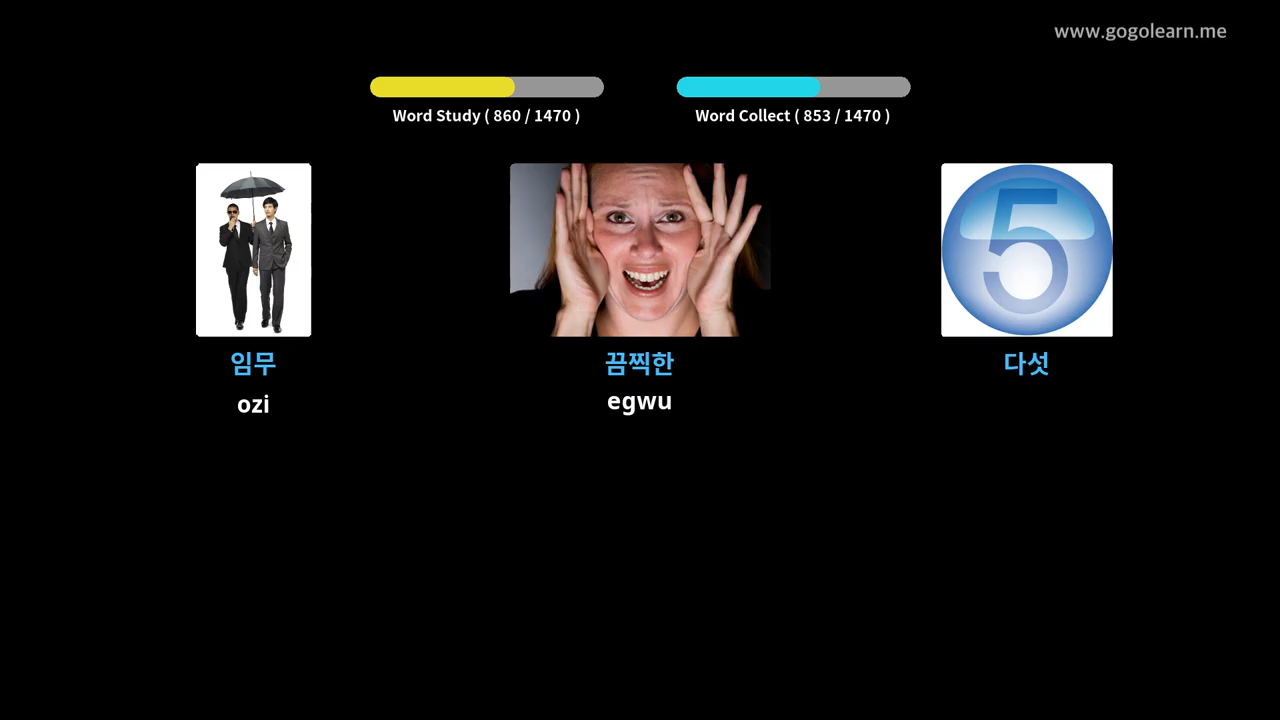 www.gogolearn.me
Word Study ( 860 / 1470 )
Word Collect ( 853 / 1470 )
5
임무
끔찍한
다섯
ozi
egwu